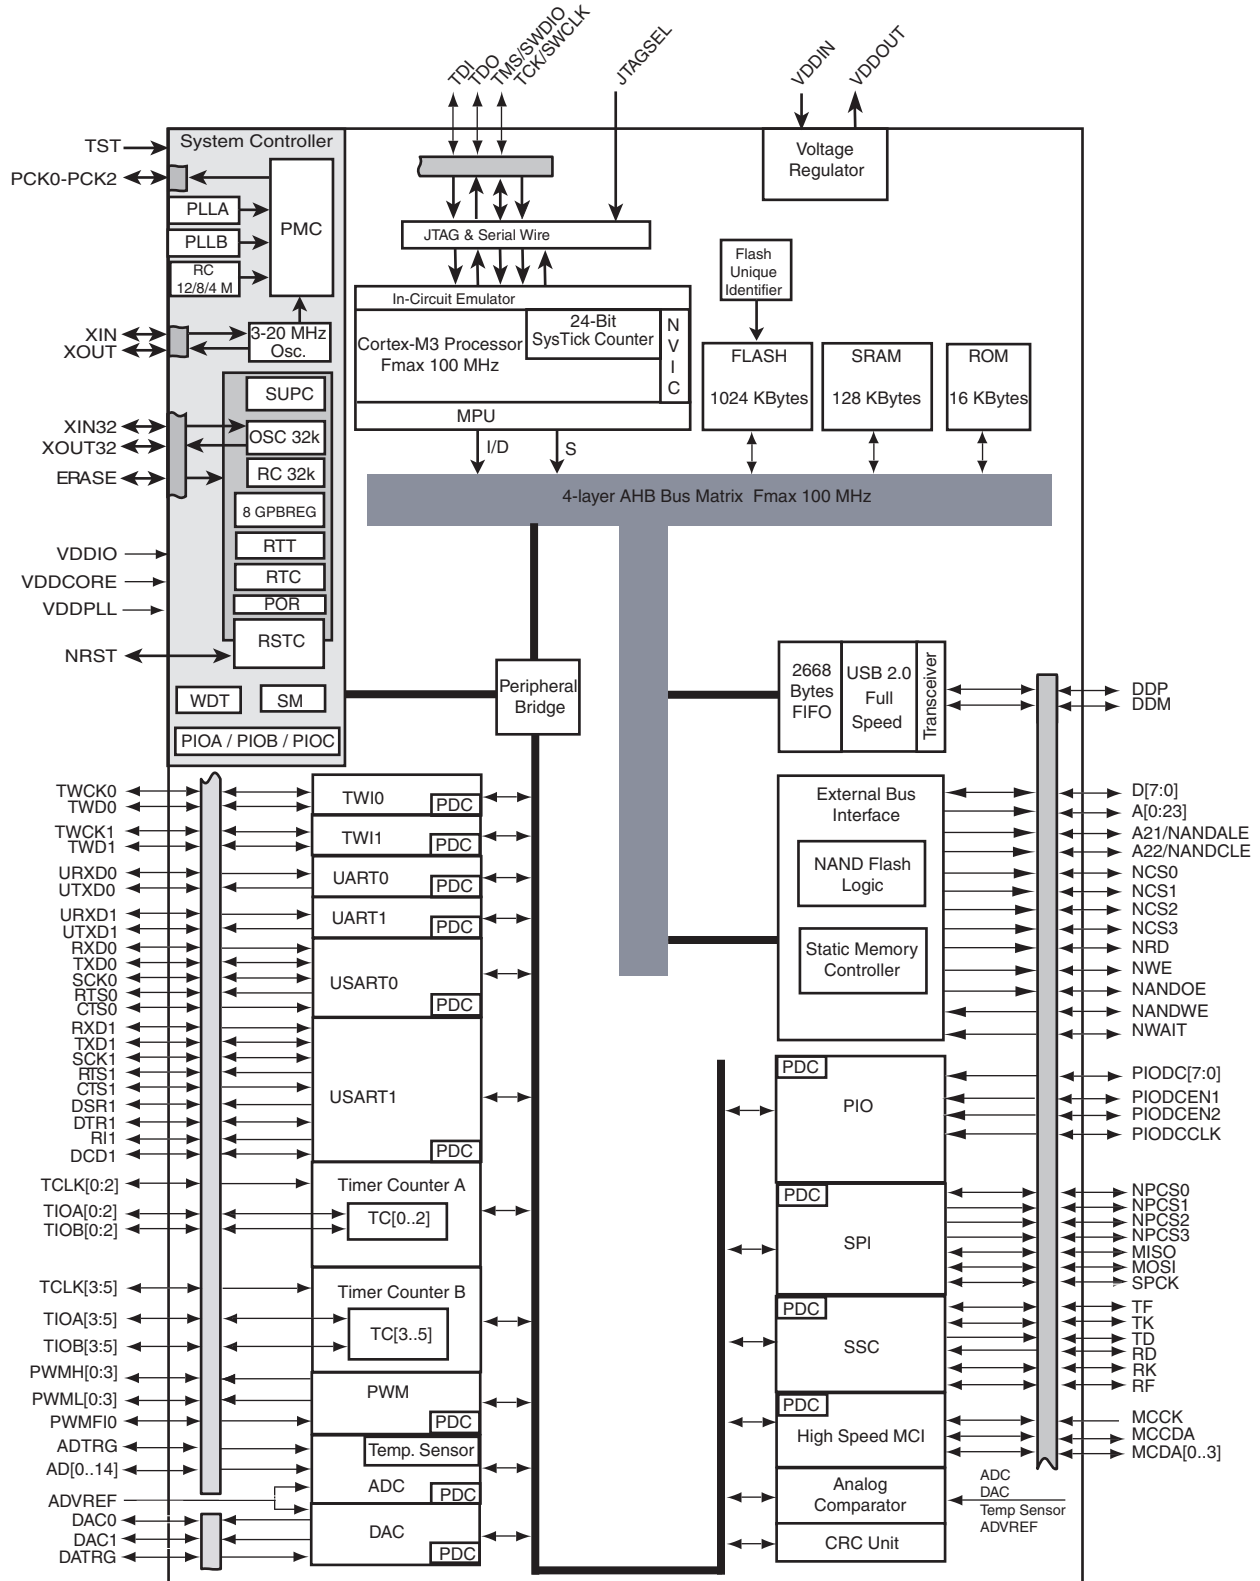 TDI
TDO
TMS/SWDIO
TCK/SWCLK
JTAGSEL
VDDIN
VDDOUT
TST
PCK0-PCK2
XIN
XOUT
XIN32
XOUT32
ERASE
VDDIO
VDDCORE
VDDPLL
NRST
System Controller
PLLA
PLLB
RC
12/8/4 M
PMC
3-20 MHz
Osc.
SUPC
OSC 32k
RC 32k
8 GPBREG
RTT
RTC
POR
RSTC
WDT
SM
PIOA / PIOB / PIOC
JTAG & Serial Wire
In-Circuit Emulator
Cortex-M3 Processor
Fmax 100 MHz
24-Bit
SysTick Counter
N
V
I
C
MPU
I/D
S
Voltage
Regulator
Flash
Unique
Identifier
FLASH
1024 KBytes
SRAM
128 KBytes
ROM
16 KBytes
4-layer AHB Bus Matrix Fmax 100 MHz
Peripheral
Bridge
2668
Bytes
FIFO
USB 2.0
Full
Speed
Transceiver
DDP
DDM
TWCK0
TWD0
TWCK1
TWD1
URXD0
UTXD0
URXD1
UTXD1
RXD0
TXD0
SCK0
RTS0
CTS0
RXD1
TXD1
SCK1
RTS1
CTS1
DSR1
DTR1
RI1
DCD1
TCLK[0:2]
TIOA[0:2]
TIOB[0:2]
TCLK[3:5]
TIOA[3:5]
TIOB[3:5]
PWMH[0:3]
PWML[0:3]
PWMFI0
ADTRG
AD[0..14]
ADVREF
DAC0
DAC1
DATRG
TWI0
PDC
TWI1
PDC
UART0
PDC
UART1
PDC
USART0
PDC
USART1
PDC
Timer Counter A
TC[0..2]
Timer Counter B
TC[3..5]
PWM
PDC
Temp. Sensor
ADC
PDC
DAC
PDC
External Bus
Interface
NAND Flash
Logic
Static Memory
Controller
D[7:0]
A[0:23]
A21/NANDALE
A22/NANDCLE
NCS0
NCS1
NCS2
NCS3
NRD
NWE
NANDOE
NANDWE
NWAIT
PDC
PIO
PIODC[7:0]
PIODCEN1
PIODCEN2
PIODCCLK
PDC
SPI
NPCS0
NPCS1
NPCS2
NPCS3
MISO
MOSI
SPCK
PDC
SSC
TF
TK
TD
RD
RK
RF
PDC
High Speed MCI
MCCK
MCCDA
MCDA[0..3]
Analog
Comparator
ADC
DAC
Temp Sensor
ADVREF
CRC Unit